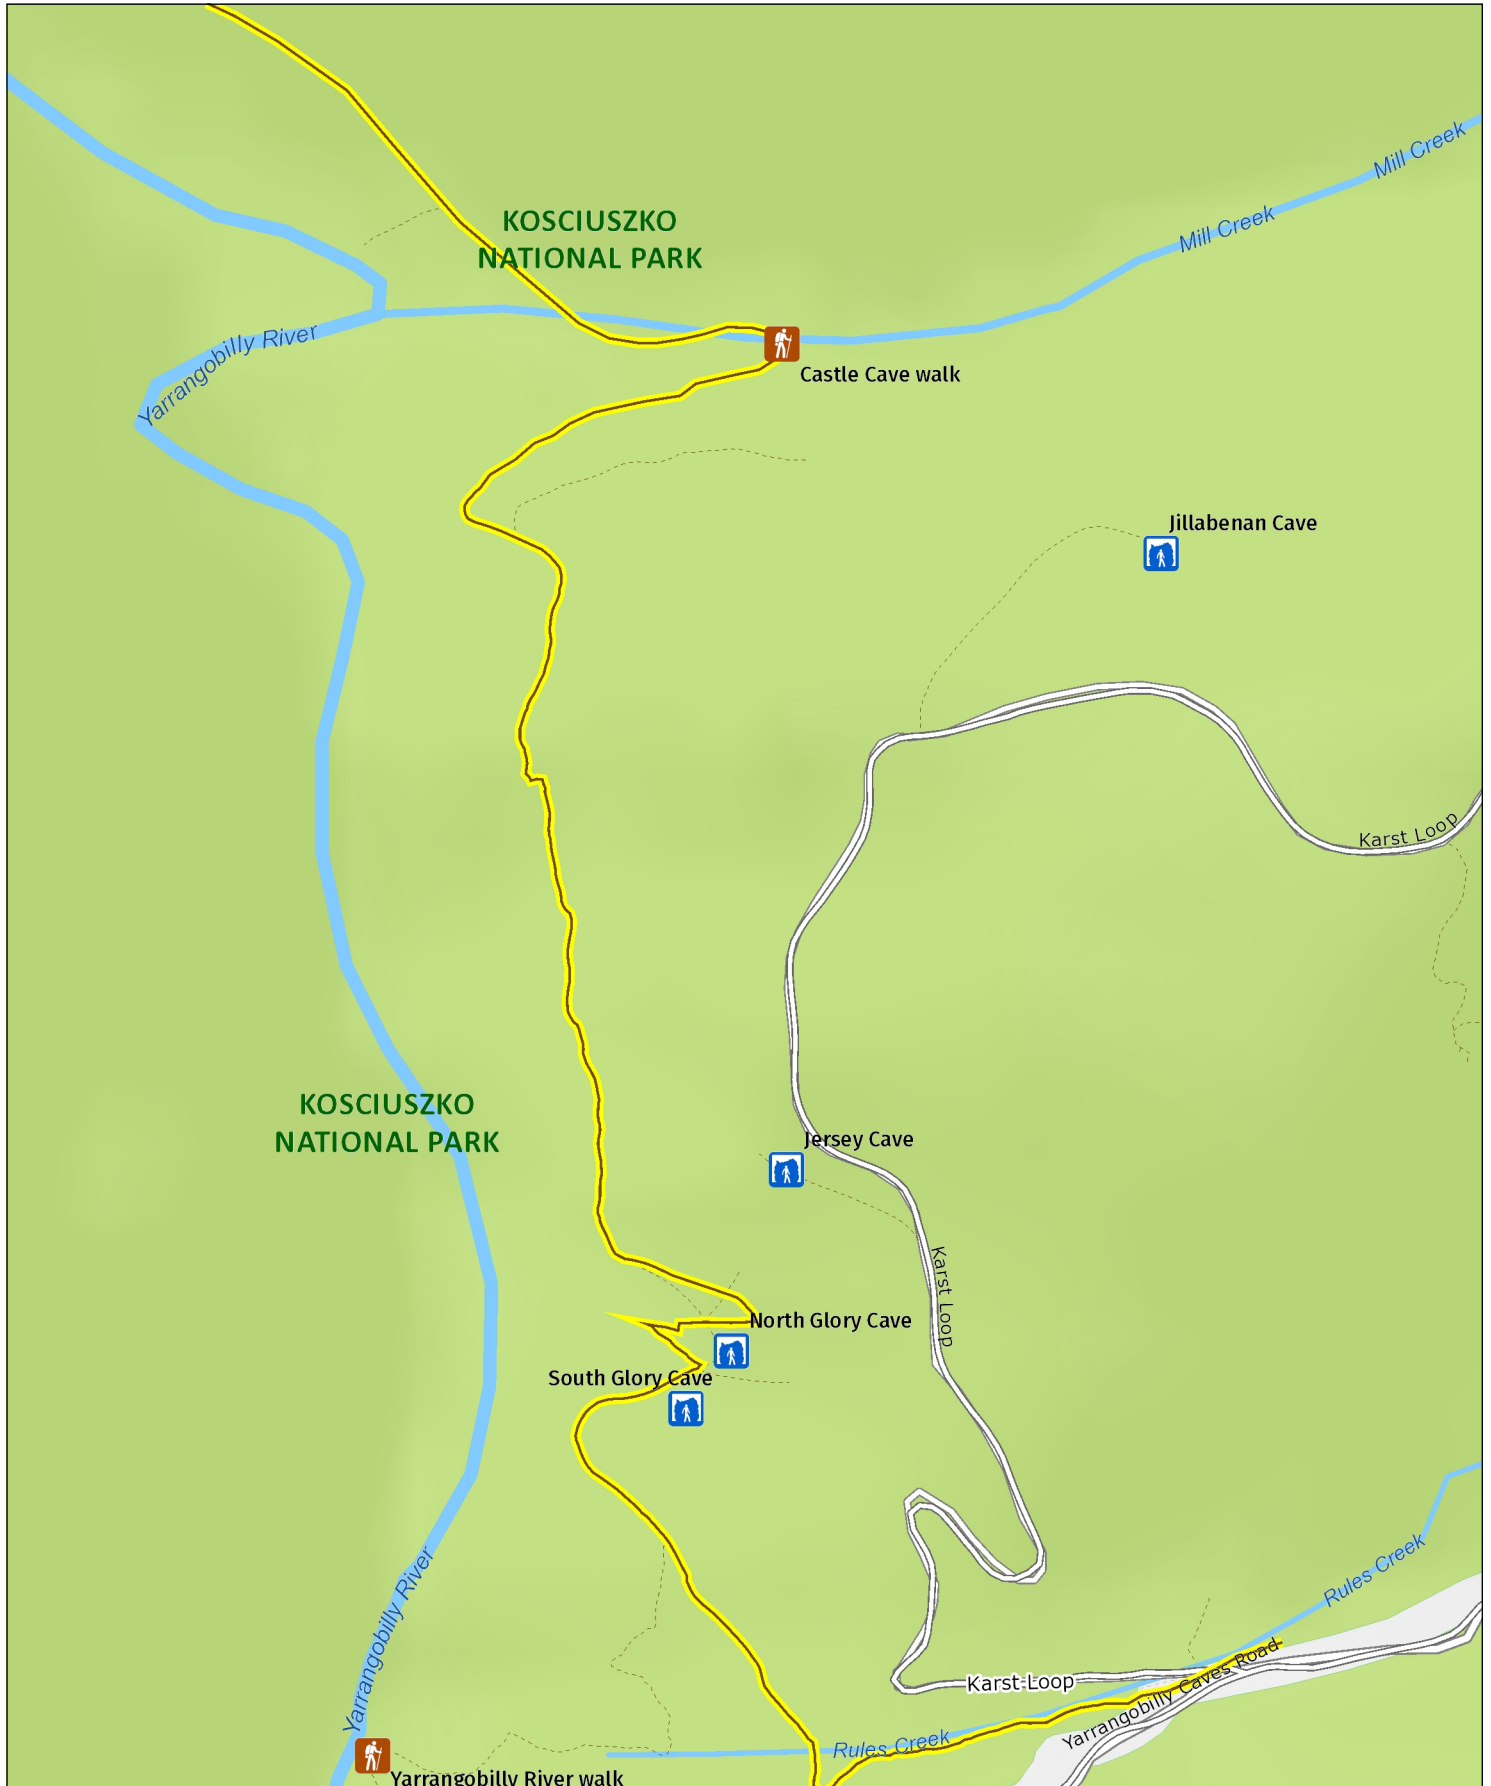 Mill Creek
Mill Creek
KOSCIUSZKO
NATIONAL PARK
Yarrangobilly River
Castle Cave walk
Jillabenan Cave
Karst Loop
KOSCIUSZKO
NATIONAL PARK
Jersey Cave
Karst Loop
North Glory Cave
South Glory Cave
Rules Creek
Yarrangobilly River
Karst Loop
Yarrangobilly Caves Road
Rules Creek
Yarrangobilly River walk